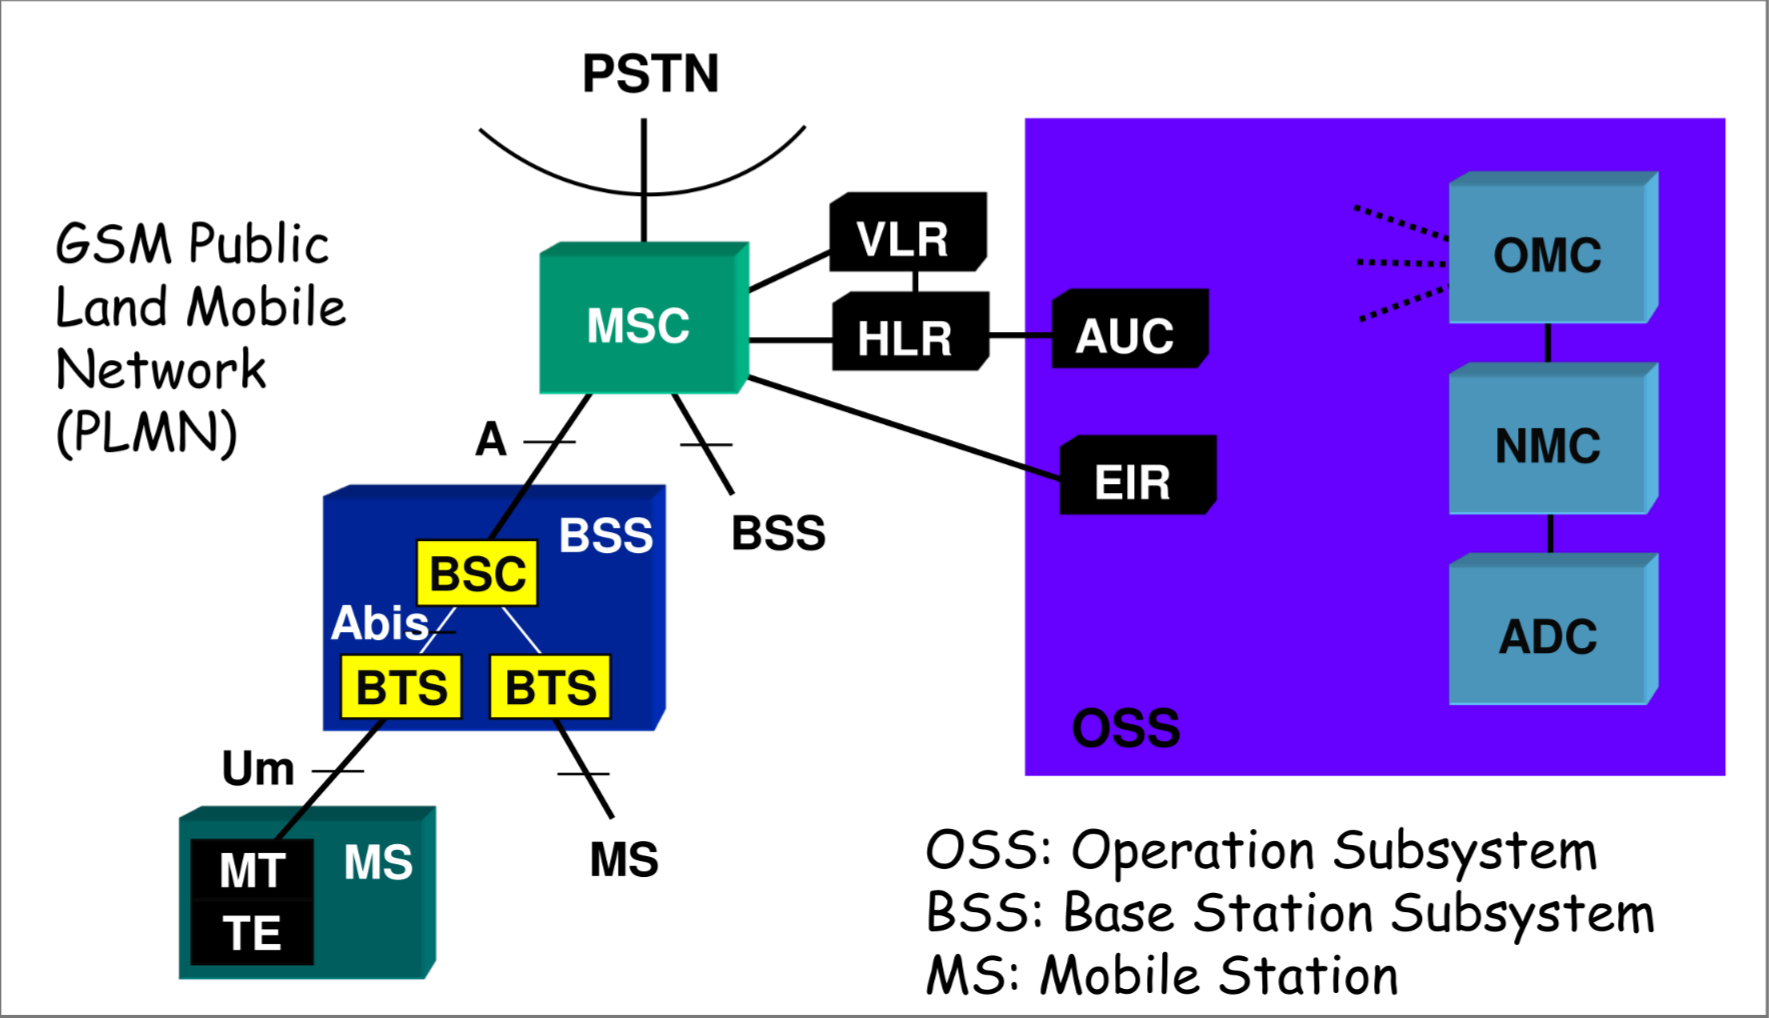 PSTN
GSM Public
Land Mobile
Network
(PLMN)
VLR
MSC
HLR
AUC
EIR
OMC
NMC
ADC
OSS
A
BSS
BSS
BSC
Abis
BTS
BTS
Um
MS
MT
TE
MS
OSS: Operation Subsystem
BSS: Base Station Subsystem
MS: Mobile Station